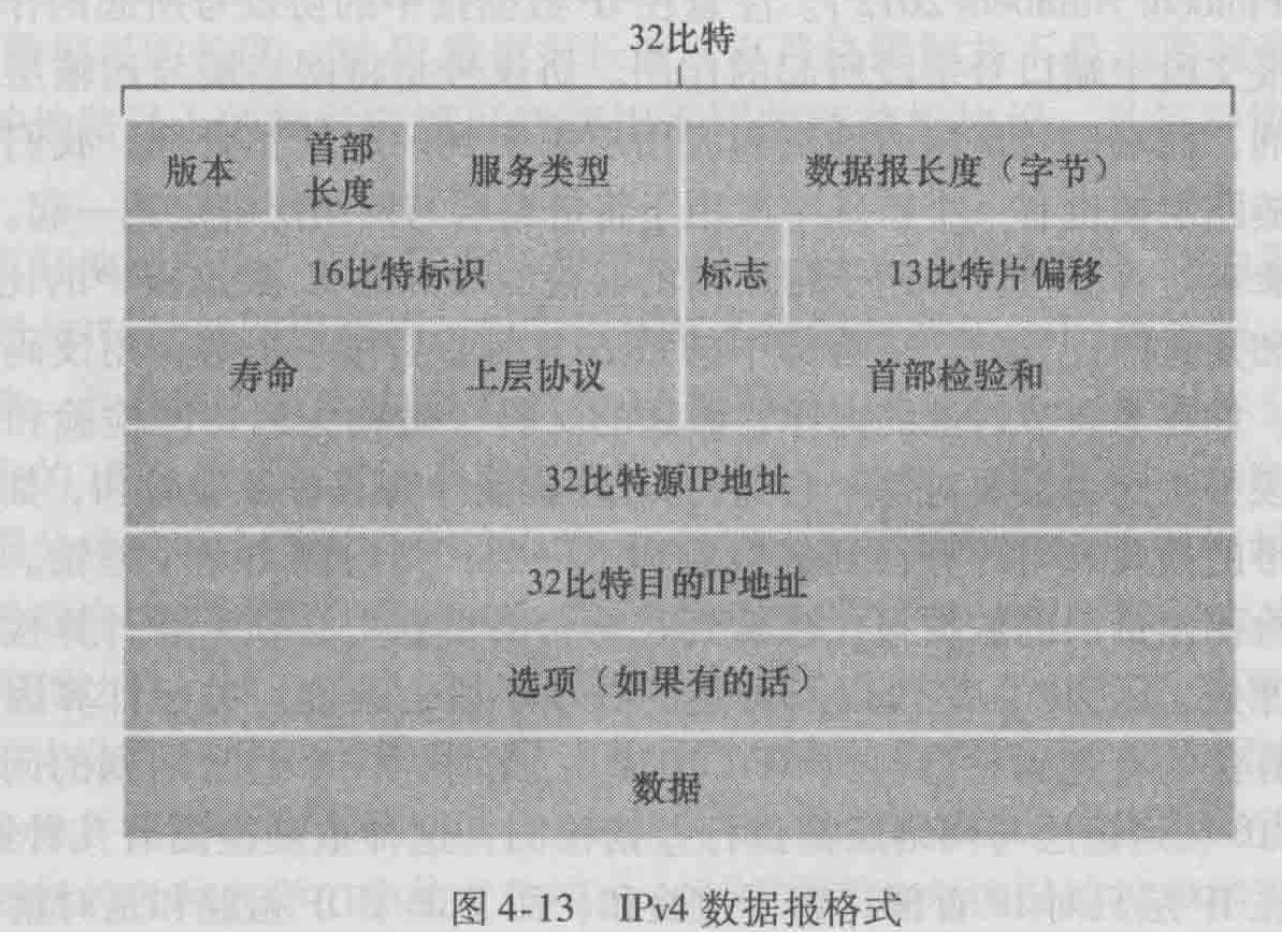 32比特
版本 首部长度 服务类型 数据报长度（字节）
16比特标识 标志 13比特片偏移
寿命 上层协议 首部检验和
32比特源IP地址
32比特目的IP地址
选项（如果有的话）
数据
图 4-13 IPv4 数据报格式